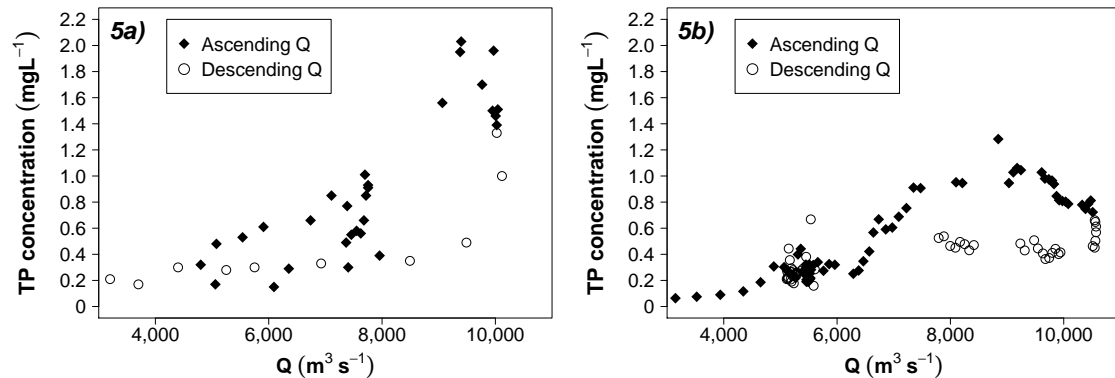 5a)
Ascending Q
Descending Q
TP concentration (mgL⁻¹)
2.2
2.0
1.8
1.6
1.4
1.2
1.0
0.8
0.6
0.4
0.2
0
4,000 6,000 8,000 10,000
Q (m³ s⁻¹)
5b)
Ascending Q
Descending Q
TP concentration (mgL⁻¹)
2.2
2.0
1.8
1.6
1.4
1.2
1.0
0.8
0.6
0.4
0.2
0
4,000 6,000 8,000 10,000
Q (m³ s⁻¹)